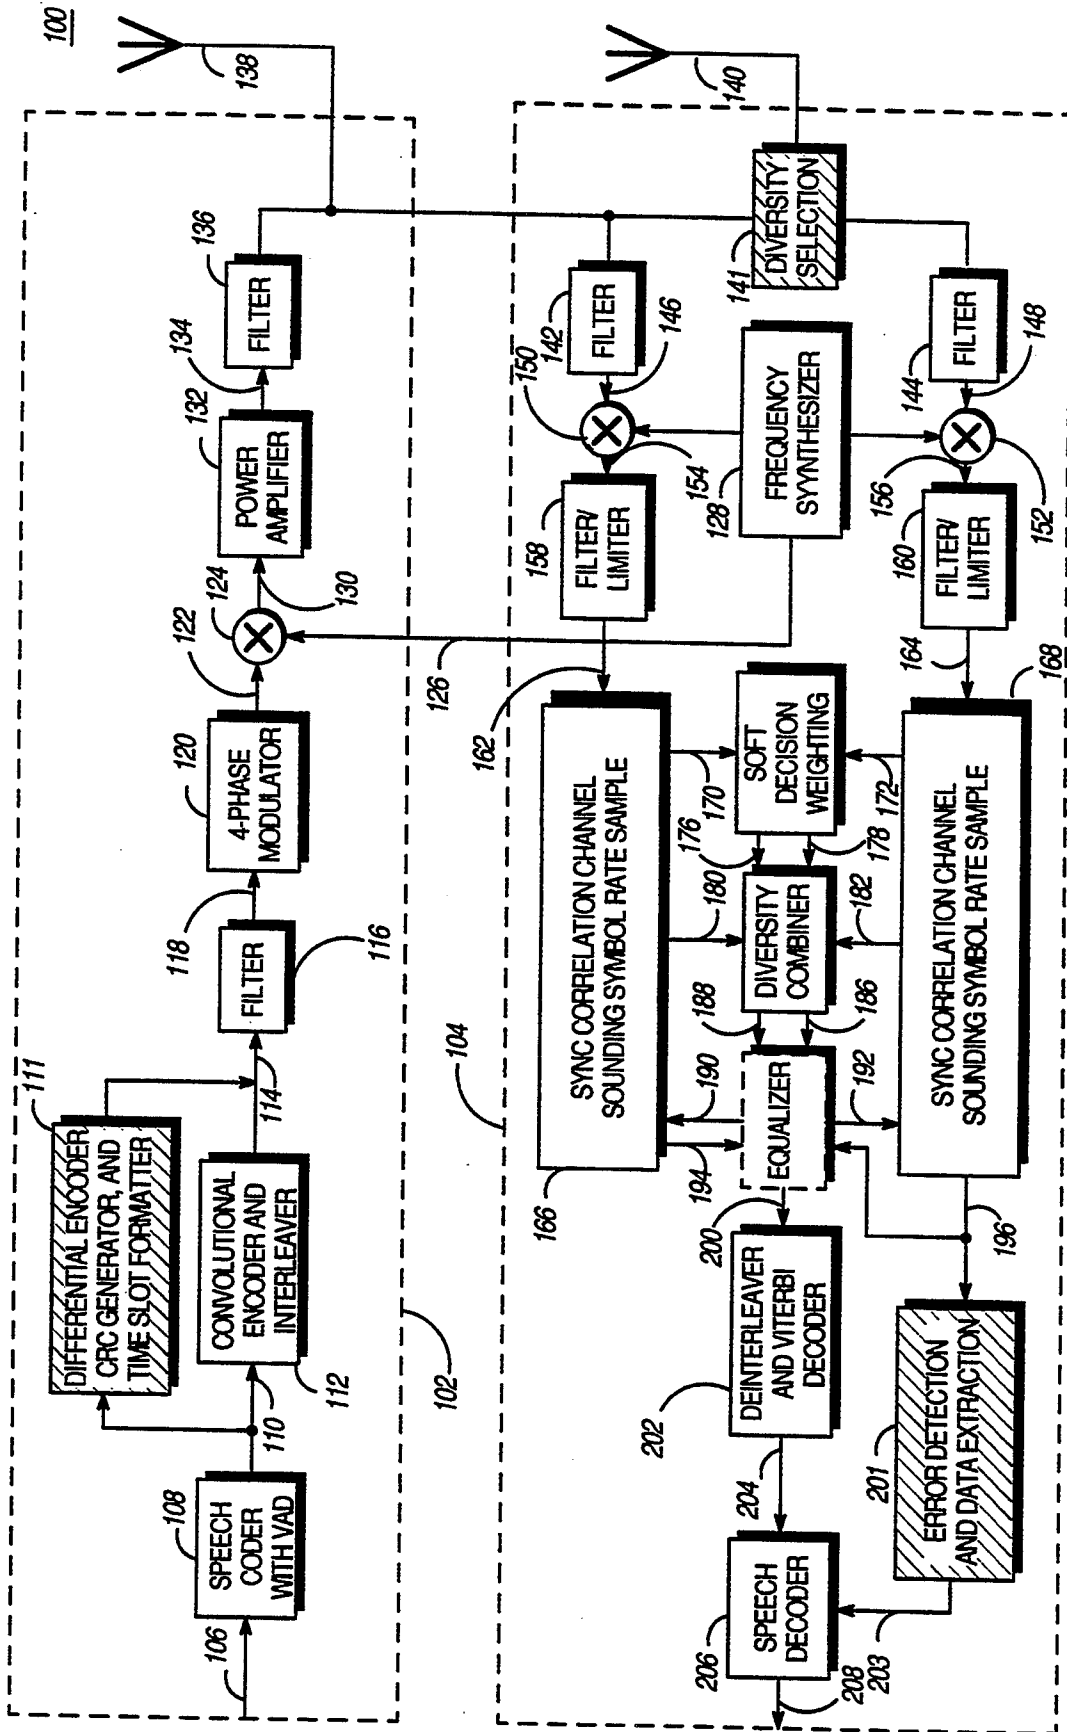 100
106
SPEECH
CODER
WITH VAD
108
110
DIFFERENTIAL ENCODER
CRC GENERATOR, AND
TIME SLOT FORMATTER
111
CONVOLUTIONAL
ENCODER AND
INTERLEAVER
112
114
FILTER
116
118
4-PHASE
MODULATOR
120
122
124
126
130
POWER
AMPLIFIER
132
134
FILTER
136
138
102
104
140
DIVERSITY
SELECTION
141
FILTER
142
146
150
154
FILTER/
LIMITER
158
162
FREQUENCY
SYYNTHESIZER
128
FILTER
144
148
152
156
FILTER/
LIMITER
160
164
SYNC CORRELATION CHANNEL
SOUNDING SYMBOL RATE SAMPLE
166
SYNC CORRELATION CHANNEL
SOUNDING SYMBOL RATE SAMPLE
168
SOFT
DECISION
WEIGHTING
170
172
176
178
DIVERSITY
COMBINER
180
182
188
186
EQUALIZER
190
192
194
196
200
DEINTERLEAVER
AND VITERBI
DECODER
202
204
ERROR DETECTION
AND DATA EXTRACTION
201
203
SPEECH
DECODER
206
208